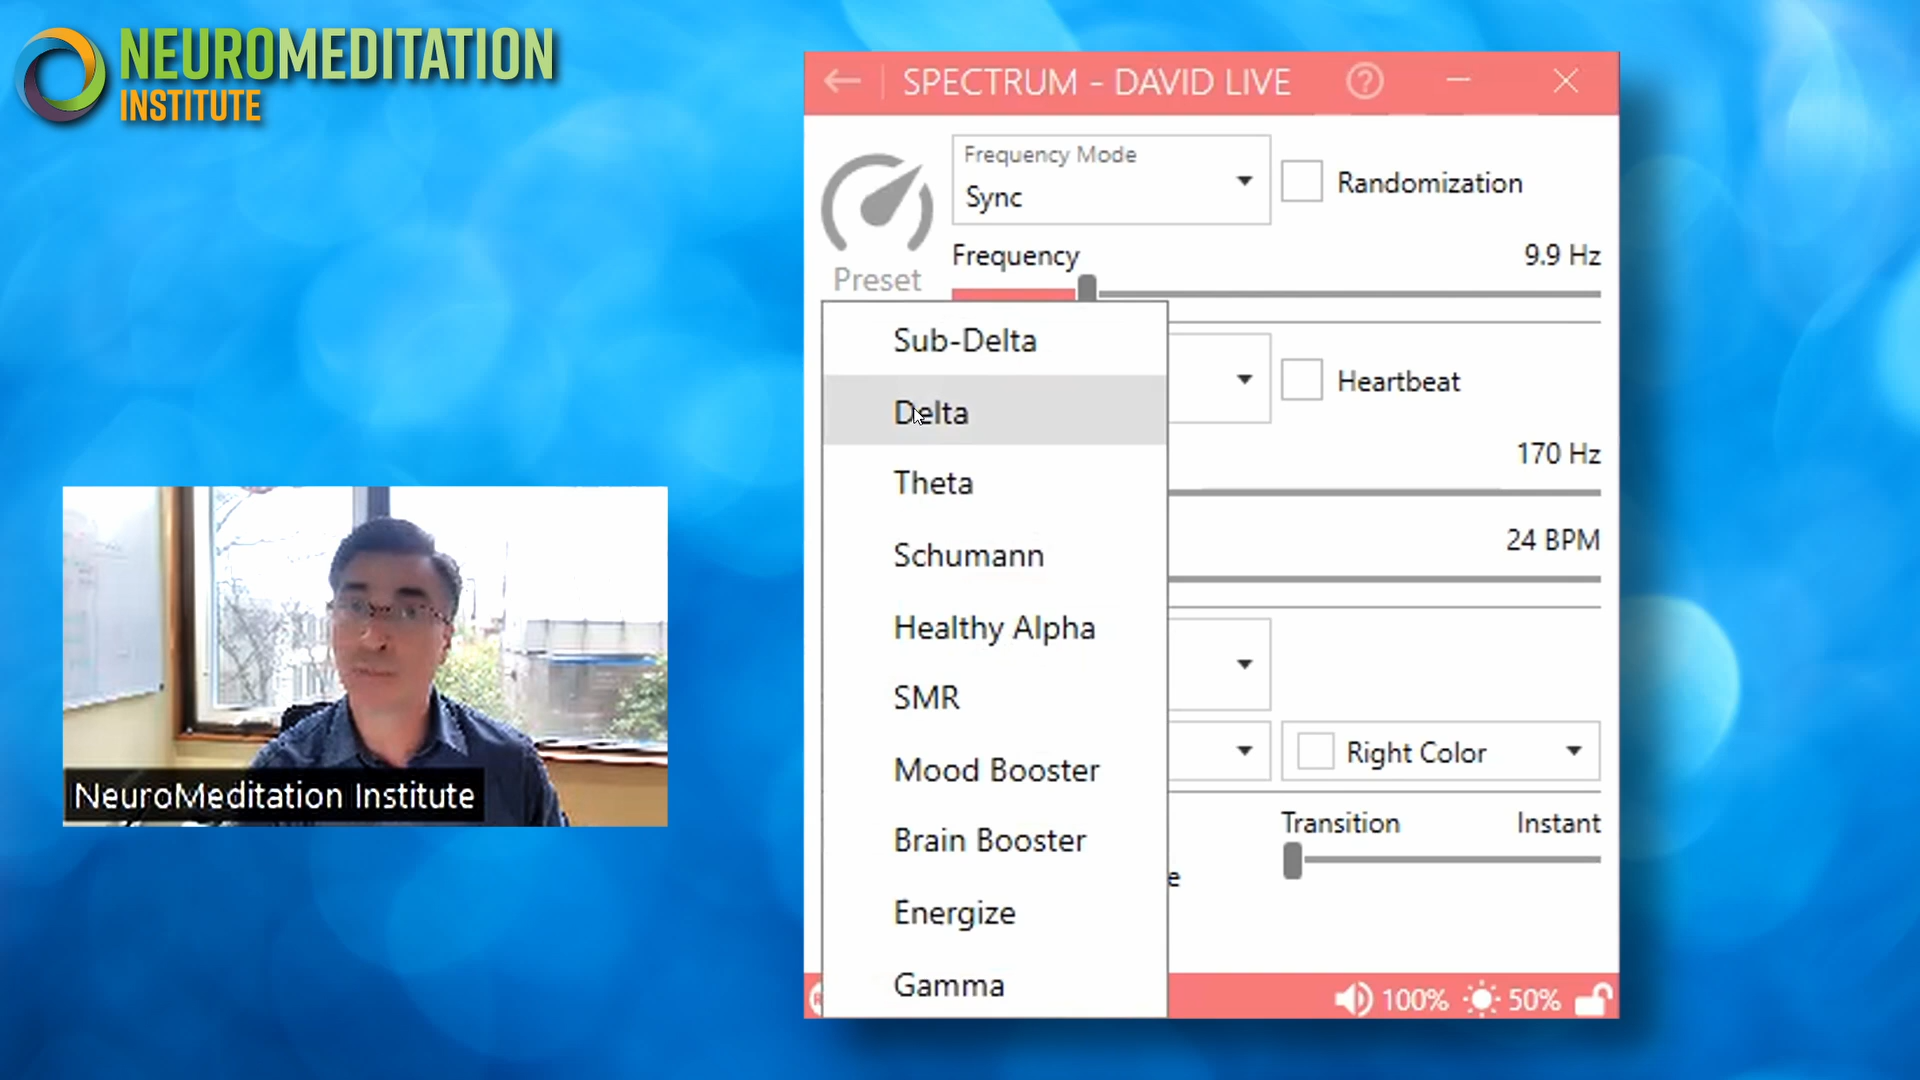 NEUROMEDITATION
INSTITUTE
SPECTRUM - DAVID LIVE
Frequency Mode
Sync
Randomization
Preset
Frequency
9.9 Hz
Sub-Delta
Delta
Theta
Schumann
Healthy Alpha
SMR
Mood Booster
Brain Booster
Energize
Gamma
Heartbeat
170 Hz
24 BPM
Right Color
Transition
Instant
e
100%
50%
NeuroMeditation Institute